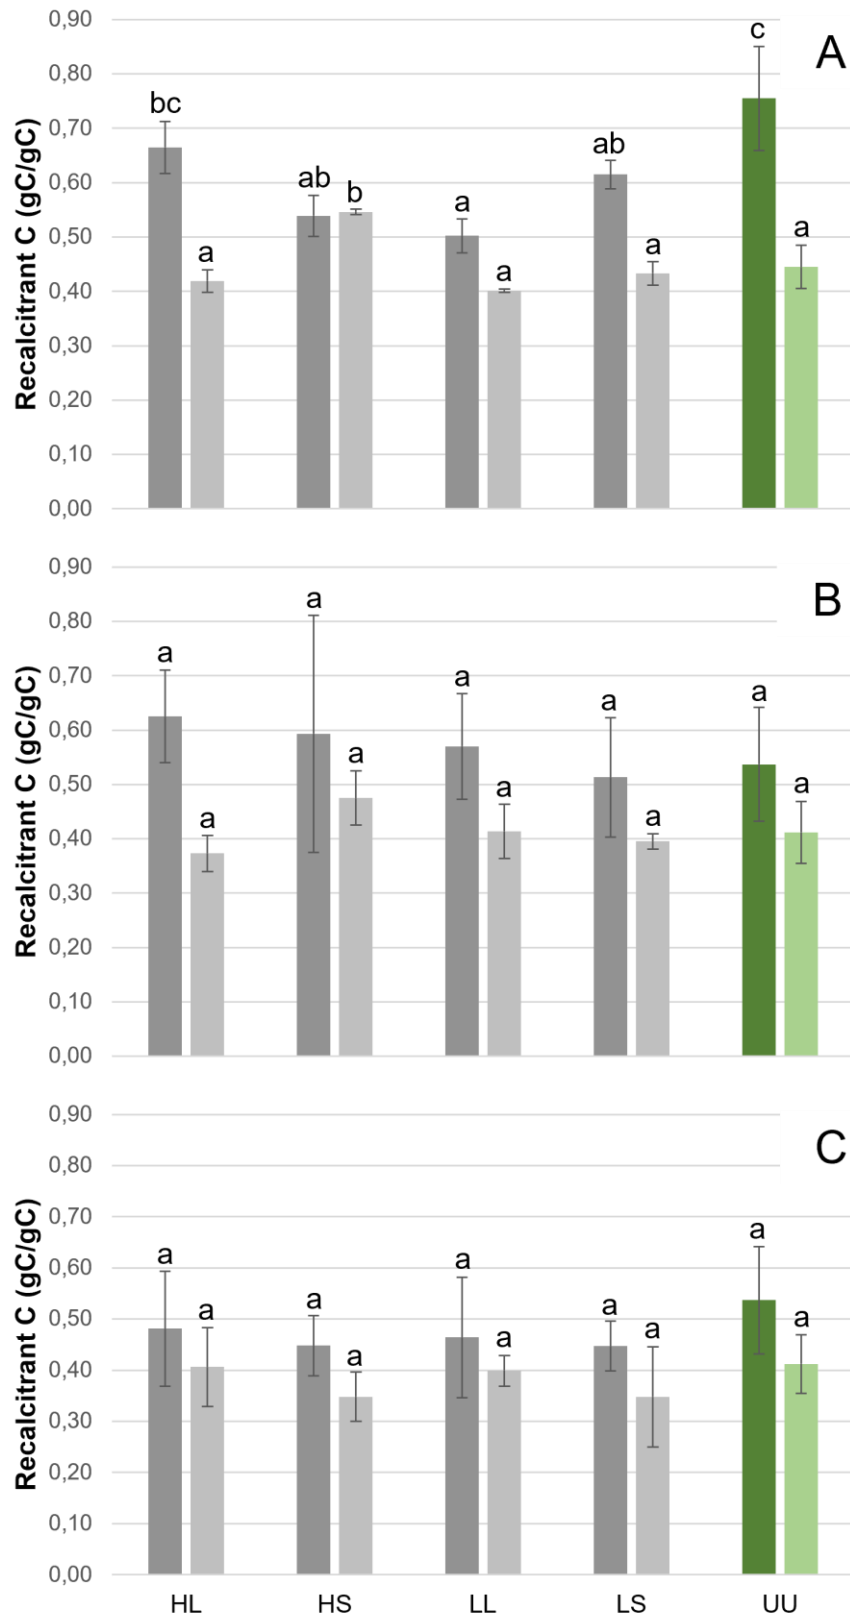 0,90
A
c
0,80
bc
0,70
ab
ab
b
0,60
a
0,50
a
a
a
a
0,40
0,30
0,20
0,10
0,00
Recalcitrant C (gC/gC)
0,90
B
a
0,80
a
a
a
a
0,70
0,60
a
a
a
a
a
0,50
0,40
0,30
0,20
0,10
0,00
Recalcitrant C (gC/gC)
0,90
C
0,80
0,70
a
a
a
a
a
0,60
a
a
a
a
a
0,50
0,40
0,30
0,20
0,10
0,00
Recalcitrant C (gC/gC)
HL HS LL LS UU